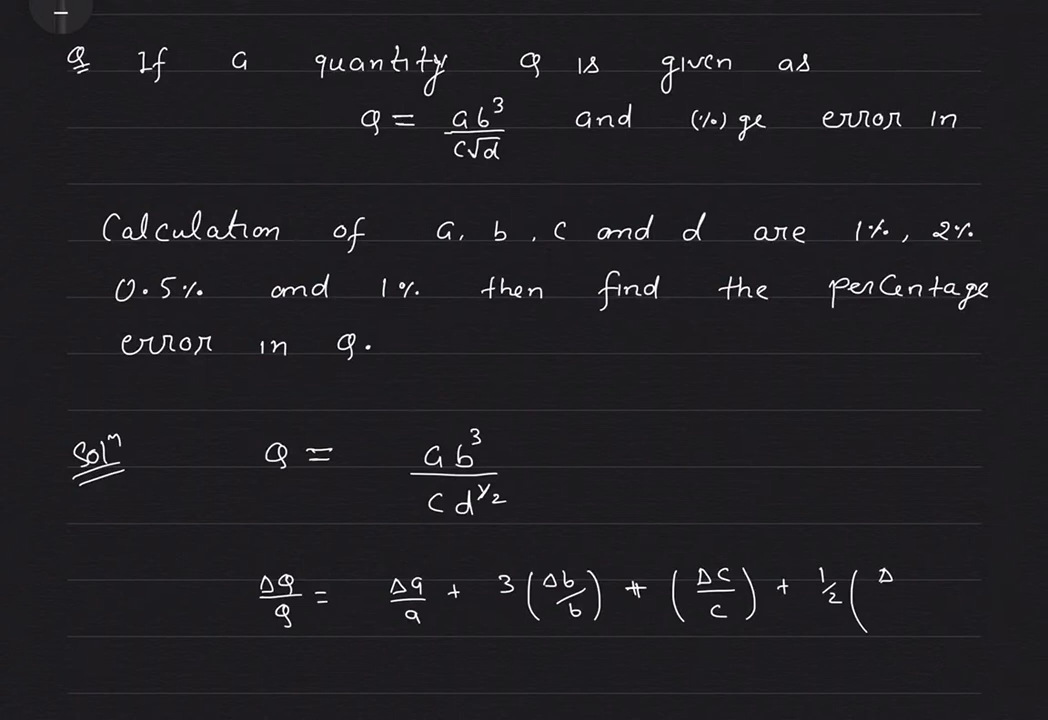 Q If a quantity Q is given as
Q = ab³/c√d and (%)ge error in
Calculation of a, b, c and d are 1%, 2%
0.5% and 1% then find the percentage
error in Q.
Solⁿ Q = ab³/cd^1/2
ΔQ/Q = Δa/a + 3(Δb/b) + (Δc/c) + 1/2(Δ